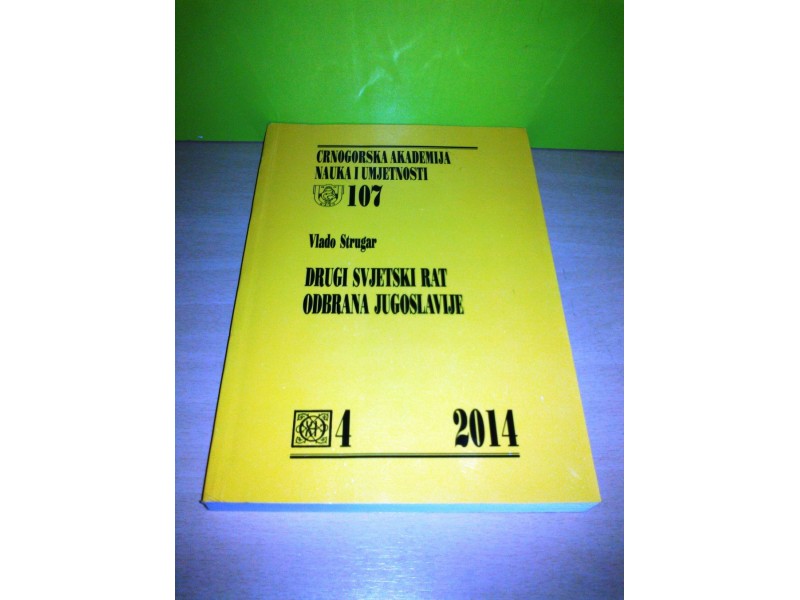 CRNOGORSKA AKADEMIJA
NAUKA I UMJETNOSTI
107
Vlado Strugar
DRUGI SVJETSKI RAT
ODBRANA JUGOSLAVIJE
4 2014